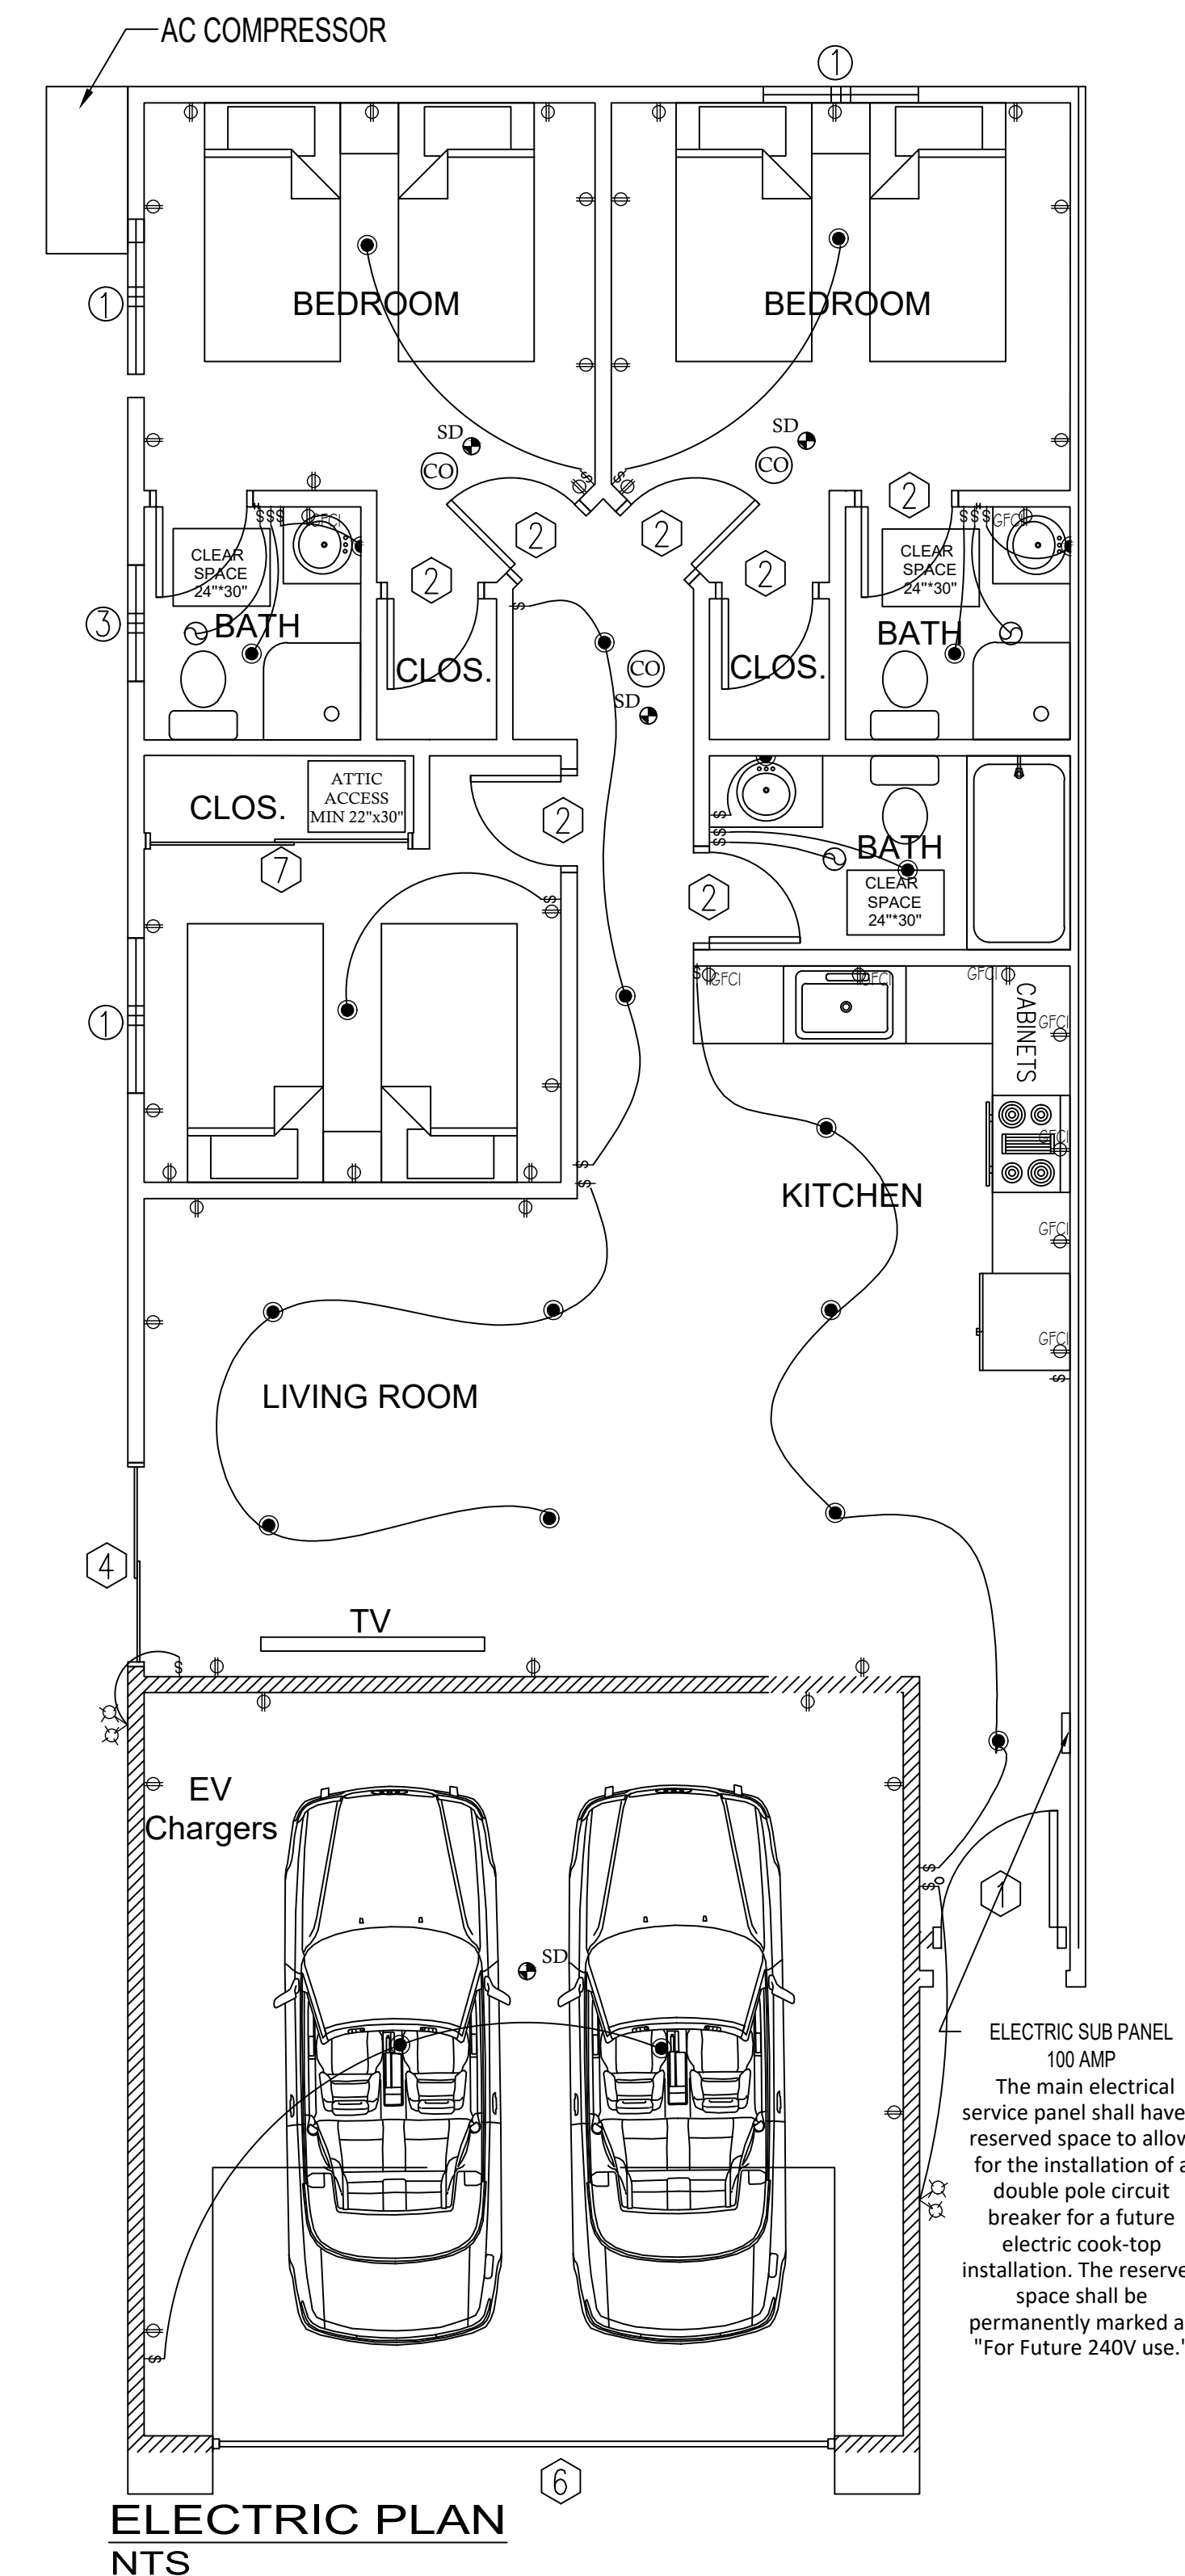 AC COMPRESSOR
1
BEDROOM
BEDROOM
1
SD
CO
SD
CO
2
2
2
2
2
S
S
SSS
GFCI
SSS
GFCI
CLEAR
SPACE
24"*30"
CLEAR
SPACE
24"*30"
3
BATH
BATH
S
CLOS.
CLOS.
CO
SD
ATTIC
ACCESS
MIN 22"x30"
CLOS.
2
7
S
S
S
S
BATH
CLEAR
SPACE
24"*30"
2
S
GFCI
GFCI
GFCI
CABINETS
GFCI
1
GFCI
S
S
KITCHEN
GFCI
GFCI
S
LIVING ROOM
4
TV
S
EV
Chargers
S
S
1
SD
ELECTRIC SUB PANEL
100 AMP
The main electrical
service panel shall have
reserved space to allow
for the installation of a
double pole circuit
breaker for a future
electric cook-top
installation. The reserve
space shall be
permanently marked a
"For Future 240V use."
S
6
ELECTRIC PLAN
NTS